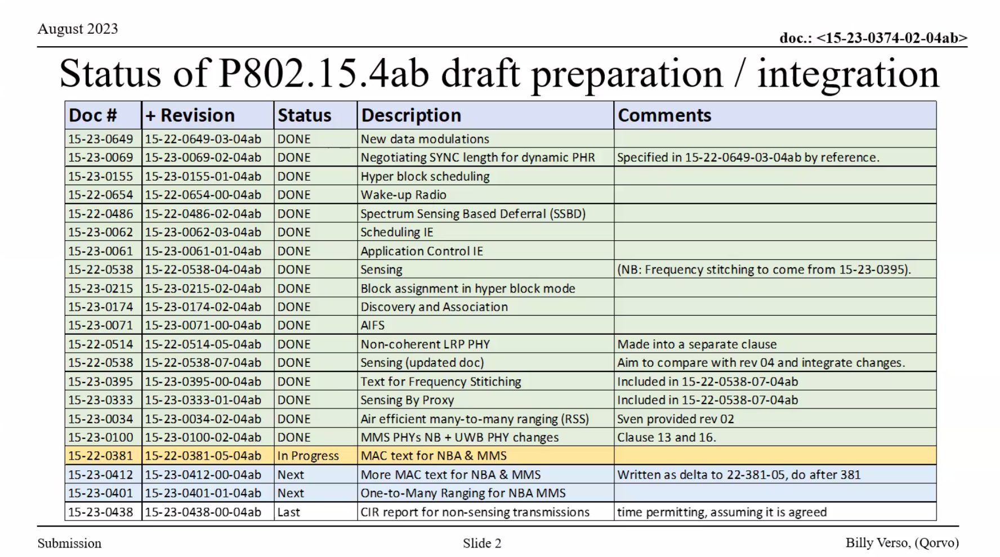 August 2023
doc.: <15-23-0374-02-04ab>
Status of P802.15.4ab draft preparation / integration
Doc # + Revision Status Description Comments
15-23-0649 15-22-0649-03-04ab DONE New data modulations
15-23-0069 15-23-0069-02-04ab DONE Negotiating SYNC length for dynamic PHR Specified in 15-22-0649-03-04ab by reference.
15-23-0155 15-23-0155-01-04ab DONE Hyper block scheduling
15-22-0654 15-22-0654-00-04ab DONE Wake-up Radio
15-22-0486 15-22-0486-02-04ab DONE Spectrum Sensing Based Deferral (SSBD)
15-23-0062 15-23-0062-03-04ab DONE Scheduling IE
15-23-0061 15-23-0061-01-04ab DONE Application Control IE
15-22-0538 15-22-0538-04-04ab DONE Sensing (NB: Frequency stitching to come from 15-23-0395).
15-23-0215 15-23-0215-02-04ab DONE Block assignment in hyper block mode
15-23-0174 15-23-0174-02-04ab DONE Discovery and Association
15-23-0071 15-23-0071-00-04ab DONE AIFS
15-22-0514 15-22-0514-05-04ab DONE Non-coherent LRP PHY Made into a separate clause
15-22-0538 15-22-0538-07-04ab DONE Sensing (updated doc) Aim to compare with rev 04 and integrate changes.
15-23-0395 15-23-0395-00-04ab DONE Text for Frequency Stitiching Included in 15-22-0538-07-04ab
15-23-0333 15-23-0333-01-04ab DONE Sensing By Proxy Included in 15-22-0538-07-04ab
15-23-0034 15-23-0034-02-04ab DONE Air efficient many-to-many ranging (RSS) Sven provided rev 02
15-23-0100 15-23-0100-02-04ab DONE MMS PHYs NB + UWB PHY changes Clause 13 and 16.
15-22-0381 15-22-0381-05-04ab In Progress MAC text for NBA & MMS
15-23-0412 15-23-0412-00-04ab Next More MAC text for NBA & MMS Written as delta to 22-381-05, do after 381
15-23-0401 15-23-0401-01-04ab Next One-to-Many Ranging for NBA MMS
15-23-0438 15-23-0438-00-04ab Last CIR report for non-sensing transmissions time permitting, assuming it is agreed
Submission Slide 2 Billy Verso, (Qorvo)